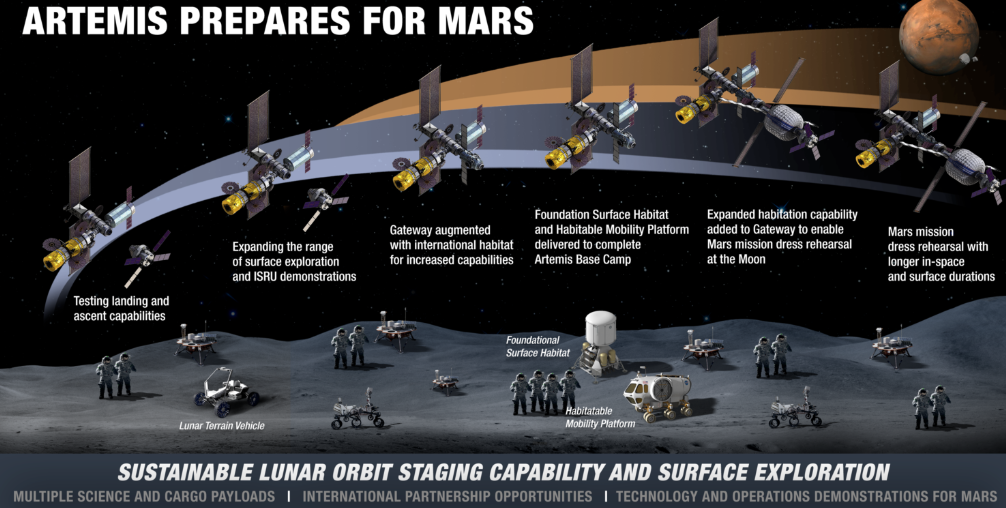 ARTEMIS PREPARES FOR MARS
Testing landing and
ascent capabilities
Expanding the range
of surface exploration
and ISRU demonstrations
Gateway augmented
with international habitat
for increased capabilities
Foundation Surface Habitat
and Habitable Mobility Platform
delivered to complete
Artemis Base Camp
Expanded habitation capability
added to Gateway to enable
Mars mission dress rehearsal
at the Moon
Mars mission
dress rehearsal with
longer in-space
and surface durations
Lunar Terrain Vehicle
Foundational
Surface Habitat
Habitatable
Mobility Platform
SUSTAINABLE LUNAR ORBIT STAGING CAPABILITY AND SURFACE EXPLORATION
MULTIPLE SCIENCE AND CARGO PAYLOADS | INTERNATIONAL PARTNERSHIP OPPORTUNITIES | TECHNOLOGY AND OPERATIONS DEMONSTRATIONS FOR MARS